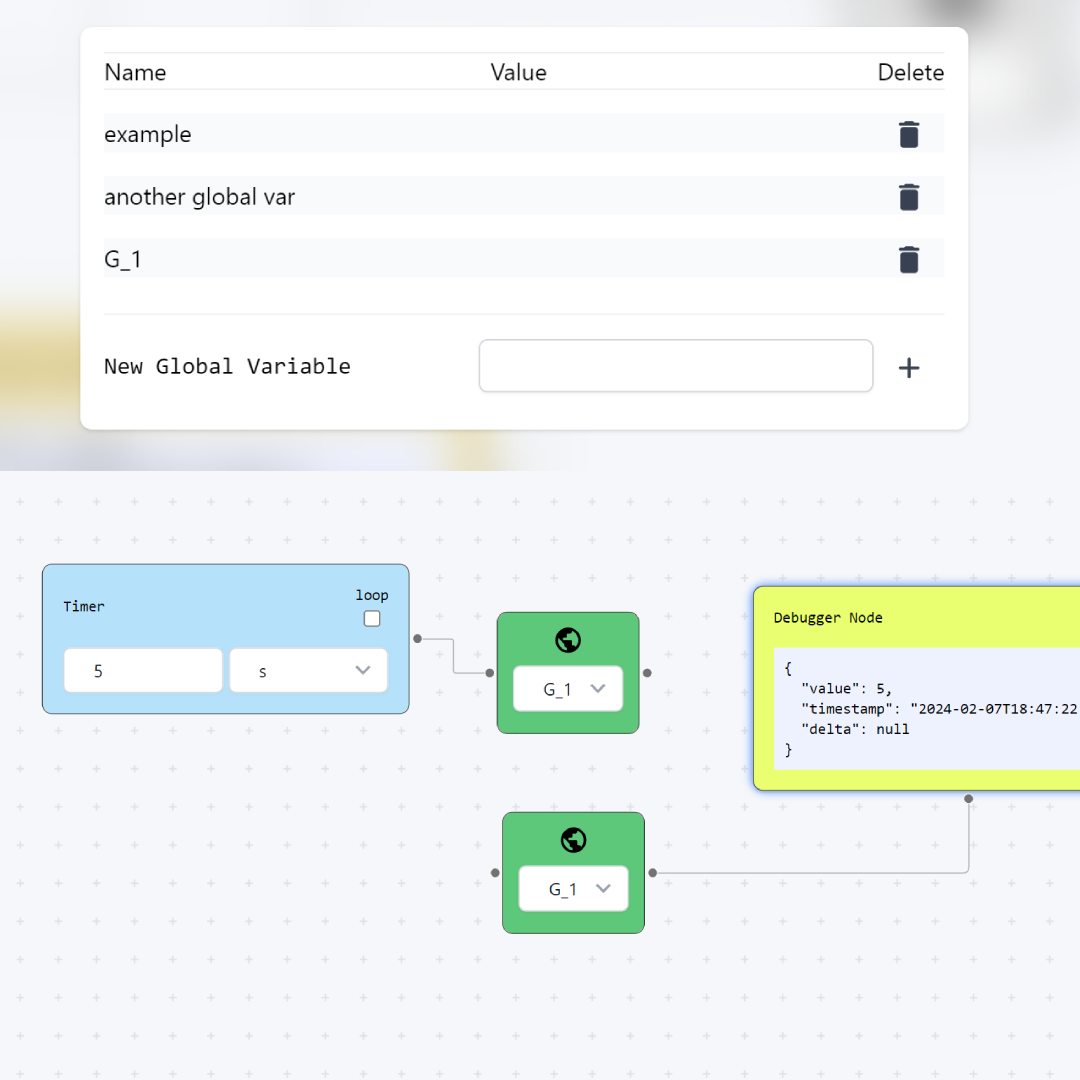 Name Value Delete
example
another global var
G_1
New Global Variable
Timer
loop
5 s
G_1
Debugger Node
{
"value": 5,
"timestamp": "2024-02-07T18:47:22
"delta": null
}
G_1